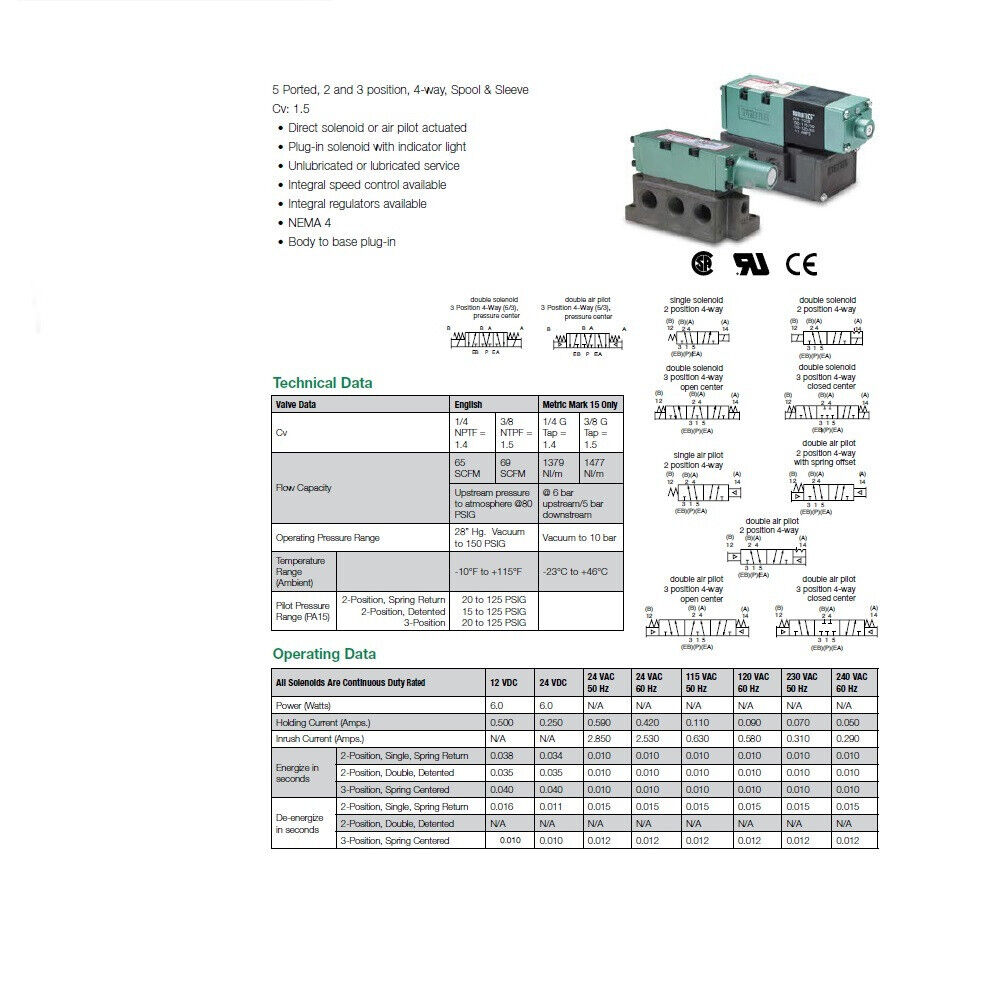 5 Ported, 2 and 3 position, 4-way, Spool & Sleeve
Cv: 1.5
• Direct solenoid or air pilot actuated
• Plug-in solenoid with indicator light
• Unlubricated or lubricated service
• Integral speed control available
• Integral regulators available
• NEMA 4
• Body to base plug-in
double solenoid
3 Position 4-Way (5/3),
pressure center
B B A A
EB P EA
double air pilot
3 Position 4-Way (5/3),
pressure center
B B A A
EB P EA
single solenoid
2 position 4-way
(B) (B)(A) (A)
12 2 4 14
3 1 5
(EB)(P)(EA)
double solenoid
2 position 4-way
(B) (B)(A) (A)
12 2 4 14
3 1 5
(EB)(P)(EA)
double solenoid
3 position 4-way
open center
(B) (B) (A) (A)
12 2 4 14
3 1 5
(EB)(P)(EA)
double solenoid
3 position 4-way
closed center
(B) (B) (A) (A)
12 2 4 14
3 1 5
(EB)(P)(EA)
single air pilot
2 position 4-way
(B) (B)(A) (A)
12 2 4 14
3 1 5
(EB)(P)(EA)
double air pilot
2 position 4-way
with spring offset
(B) (B)(A) (A)
12 2 4 14
3 1 5
(EB)(P)(EA)
double air pilot
2 position 4-way
(B) (B)(A) (A)
12 2 4 14
3 1 5
(EB)(P)(EA)
double air pilot
3 position 4-way
open center
(B) (B) (A) (A)
12 2 4 14
3 1 5
(EB)(P)(EA)
double air pilot
3 position 4-way
closed center
(B) (B) (A) (A)
12 2 4 14
3 1 5
(EB)(P)(EA)
Technical Data
Valve Data English Metric Mark 15 Only
Cv 1/4 NPTF = 1.4 3/8 NTPF = 1.5 1/4 G Tap = 1.4 3/8 G Tap = 1.5
Flow Capacity 65 SCFM 69 SCFM 1379 Nl/m 1477 Nl/m
Upstream pressure to atmosphere @80 PSIG @ 6 bar upstream/5 bar downstream
Operating Pressure Range 28” Hg. Vacuum to 150 PSIG Vacuum to 10 bar
Temperature Range (Ambient) -10°F to +115°F -23°C to +46°C
Pilot Pressure Range (PA15) 2-Position, Spring Return 20 to 125 PSIG
2-Position, Detented 15 to 125 PSIG
3-Position 20 to 125 PSIG
Operating Data
All Solenoids Are Continuous Duty Rated 12 VDC 24 VDC 24 VAC 50 Hz 24 VAC 60 Hz 115 VAC 50 Hz 120 VAC 60 Hz 230 VAC 50 Hz 240 VAC 60 Hz
Power (Watts) 6.0 6.0 N/A N/A N/A N/A N/A N/A
Holding Current (Amps.) 0.500 0.250 0.590 0.420 0.110 0.090 0.070 0.050
Inrush Current (Amps.) N/A N/A 2.850 2.530 0.630 0.580 0.310 0.290
Energize in seconds 2-Position, Single, Spring Return 0.038 0.034 0.010 0.010 0.010 0.010 0.010 0.010
2-Position, Double, Detented 0.035 0.035 0.010 0.010 0.010 0.010 0.010 0.010
3-Position, Spring Centered 0.040 0.040 0.010 0.010 0.010 0.010 0.010 0.010
De-energize in seconds 2-Position, Single, Spring Return 0.016 0.011 0.015 0.015 0.015 0.015 0.015 0.015
2-Position, Double, Detented N/A N/A N/A N/A N/A N/A N/A N/A
3-Position, Spring Centered 0.010 0.010 0.012 0.012 0.012 0.012 0.012 0.012